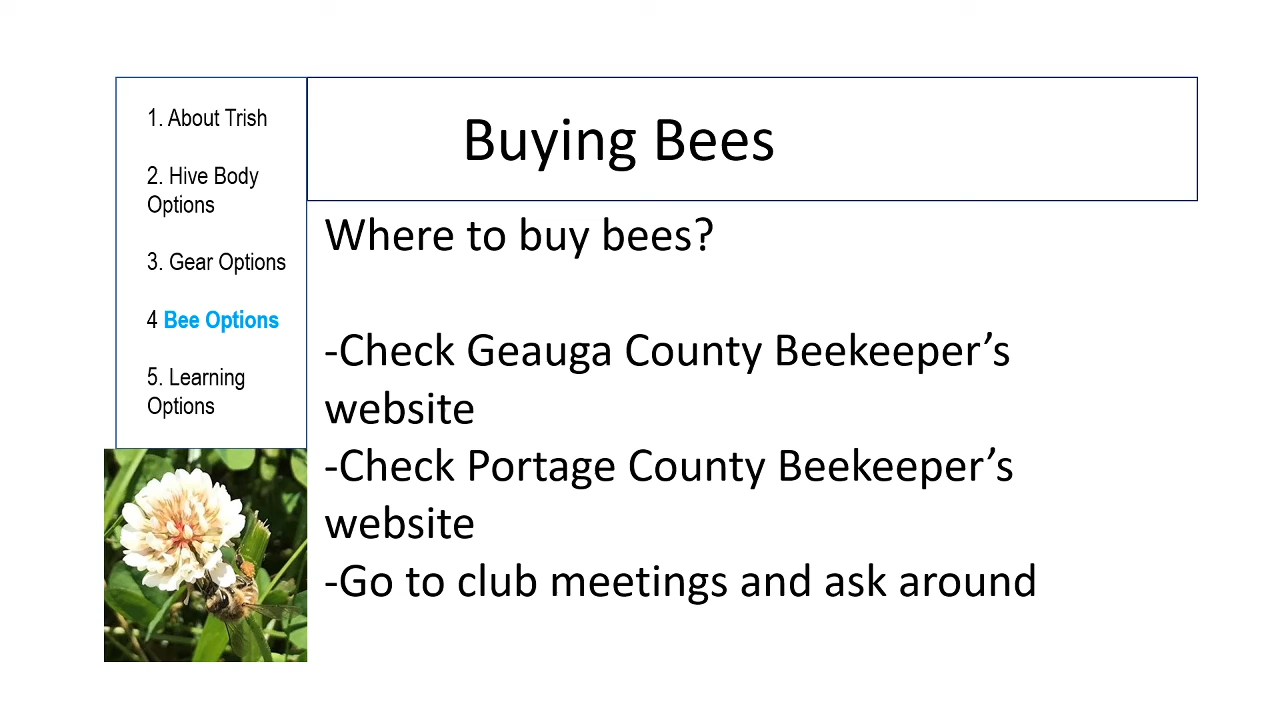 1. About Trish
2. Hive Body
Options
3. Gear Options
4 Bee Options
5. Learning
Options
Buying Bees
Where to buy bees?
-Check Geauga County Beekeeper’s
website
-Check Portage County Beekeeper’s
website
-Go to club meetings and ask around